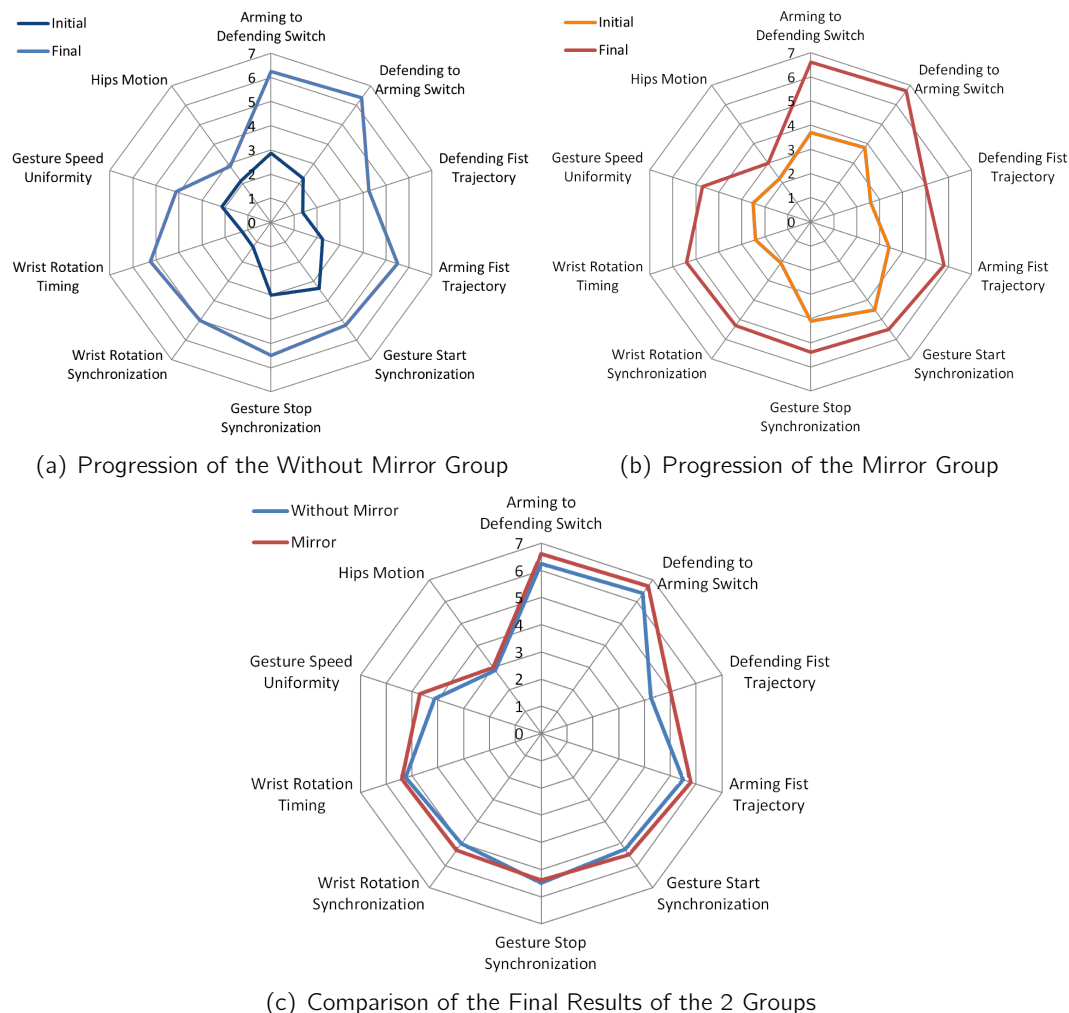 Initial
Final
Arming to
Defending Switch
Defending to
Arming Switch
Defending Fist
Trajectory
Arming Fist
Trajectory
Gesture Start
Synchronization
Gesture Stop
Synchronization
Wrist Rotation
Synchronization
Wrist Rotation
Timing
Gesture Speed
Uniformity
Hips Motion
7
6
5
4
3
2
1
0
(a) Progression of the Without Mirror Group
Initial
Final
Arming to
Defending Switch
Defending to
Arming Switch
Defending Fist
Trajectory
Arming Fist
Trajectory
Gesture Start
Synchronization
Gesture Stop
Synchronization
Wrist Rotation
Synchronization
Wrist Rotation
Timing
Gesture Speed
Uniformity
Hips Motion
7
6
5
4
3
2
1
0
(b) Progression of the Mirror Group
Without Mirror
Mirror
Arming to
Defending Switch
Defending to
Arming Switch
Defending Fist
Trajectory
Arming Fist
Trajectory
Gesture Start
Synchronization
Gesture Stop
Synchronization
Wrist Rotation
Synchronization
Wrist Rotation
Timing
Gesture Speed
Uniformity
Hips Motion
7
6
5
4
3
2
1
0
(c) Comparison of the Final Results of the 2 Groups